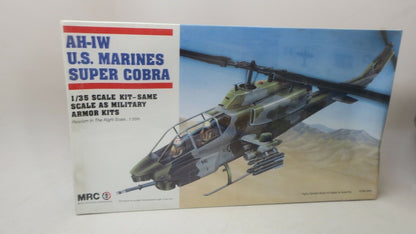 AH-1W
U.S. MARINES
SUPER COBRA
1/35 SCALE KIT-SAME
SCALE AS MILITARY
ARMOR KITS
MRC